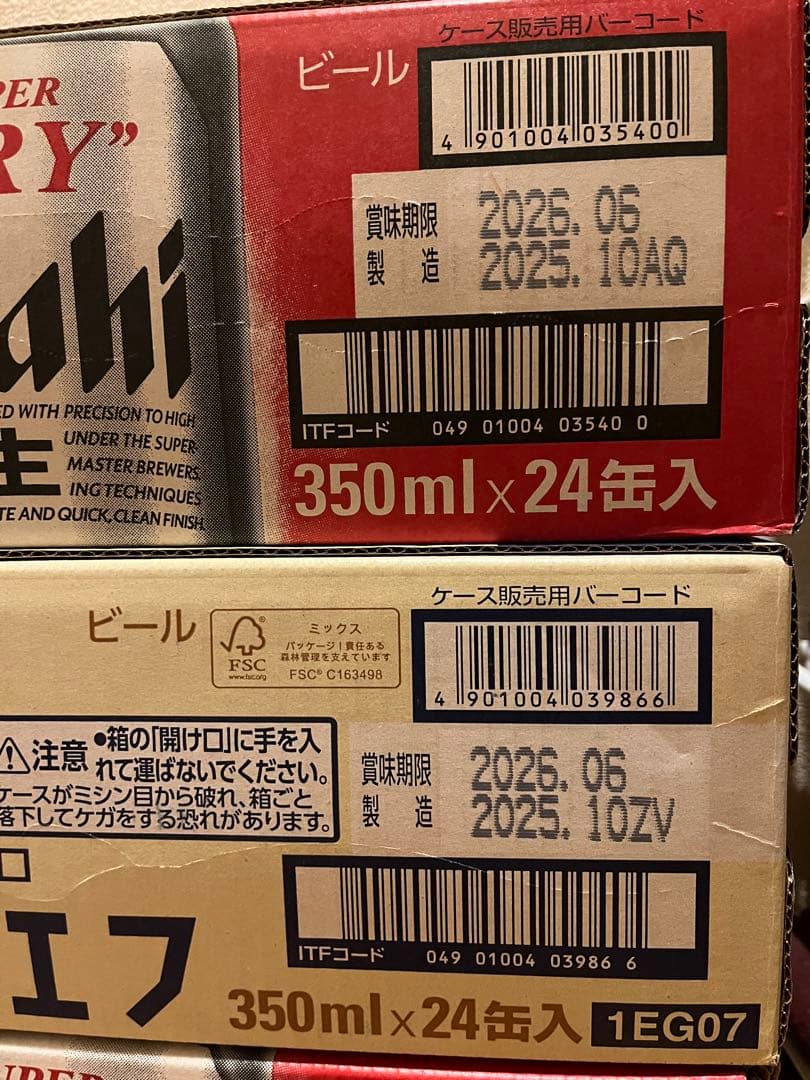 ケース販売用バーコード
ビール
PER
RY”
4 901004 035400
賞味期限 2026. 06
製 造 2025. 10AQ
ahi
ITFコード 049 01004 03540 0
ED WITH PRECISION TO HIGH
生 UNDER THE SUPER-
MASTER BREWERS.
ING TECHNIQUES
TE AND QUICK, CLEAN FINISH.
350ml×24缶入
ケース販売用バーコード
ビール
FSC®
www.fsc.org
ミックス
パッケージ|責任ある
森林管理を支えています
FSC® C163498
4 901004 039866
注意 ●箱の「開け口」に手を入
れて運ばないでください。
ケースがミシン目から破れ、箱ごと
落下してケガをする恐れがあります。
賞味期限 2026. 06
製 造 2025. 10ZV
ITFコード 049 01004 03986 6
エフ
350ml×24缶入 1EG07
UPER